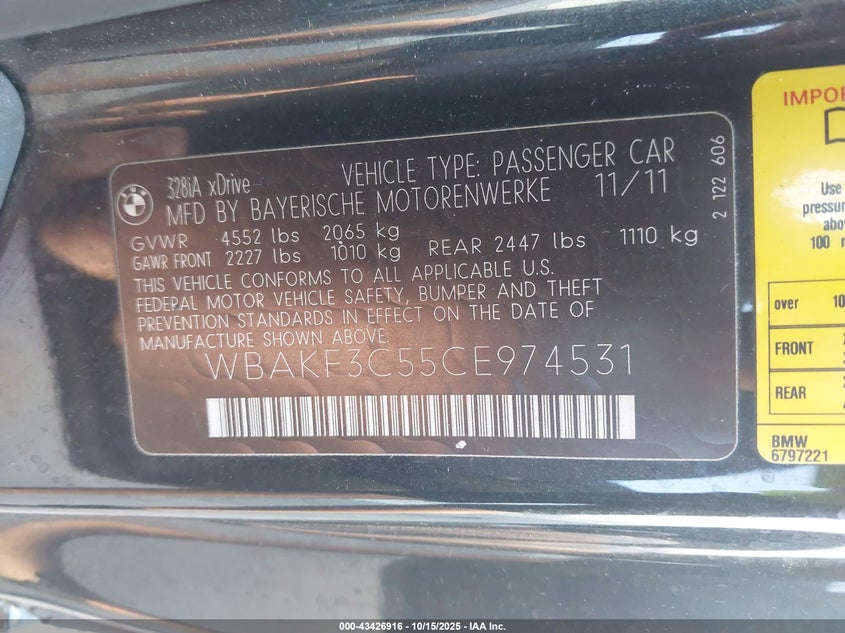 BMW
328iA xDrive
VEHICLE TYPE: PASSENGER CAR
MFD BY BAYERISCHE MOTORENWERKE 11/11
GVWR 4552 lbs 2065 kg
GAWR FRONT 2227 lbs 1010 kg REAR 2447 lbs 1110 kg
THIS VEHICLE CONFORMS TO ALL APPLICABLE U.S.
FEDERAL MOTOR VEHICLE SAFETY, BUMPER AND THEFT
PREVENTION STANDARDS IN EFFECT ON THE DATE OF
MANUFACTURE SHOWN ABOVE.
WBAKF3C55CE974531
2 122 606
IMPOR
Use
pressur
abo
100
over 10
FRONT
REAR
BMW
6797221
000-43426916 - 10/15/2025 - IAA Inc.